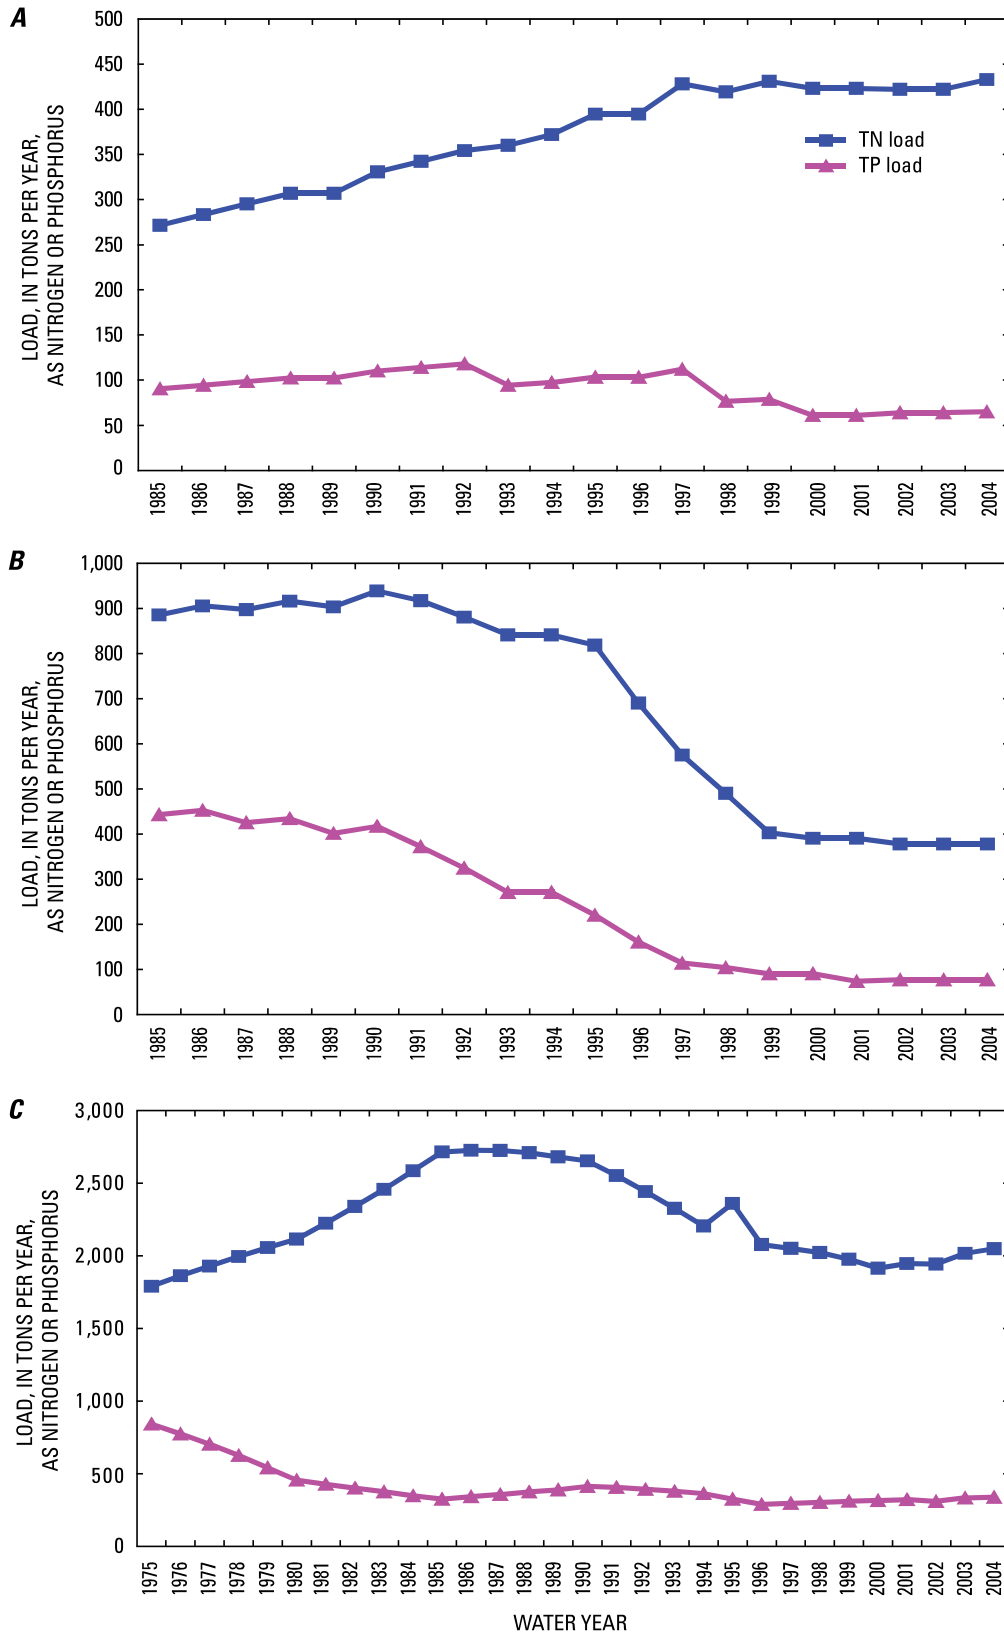 A
500
450
400
350
300
250
200
150
100
50
0
LOAD, IN TONS PER YEAR,
AS NITROGEN OR PHOSPHORUS
TN load
TP load
1985 1986 1987 1988 1989 1990 1991 1992 1993 1994 1995 1996 1997 1998 1999 2000 2001 2002 2003 2004
B
1,000
900
800
700
600
500
400
300
200
100
0
LOAD, IN TONS PER YEAR,
AS NITROGEN OR PHOSPHORUS
1985 1986 1987 1988 1989 1990 1991 1992 1993 1994 1995 1996 1997 1998 1999 2000 2001 2002 2003 2004
C
3,000
2,500
2,000
1,500
1,000
500
0
LOAD, IN TONS PER YEAR,
AS NITROGEN OR PHOSPHORUS
1975 1976 1977 1978 1979 1980 1981 1982 1983 1984 1985 1986 1987 1988 1989 1990 1991 1992 1993 1994 1995 1996 1997 1998 1999 2000 2001 2002 2003 2004
WATER YEAR